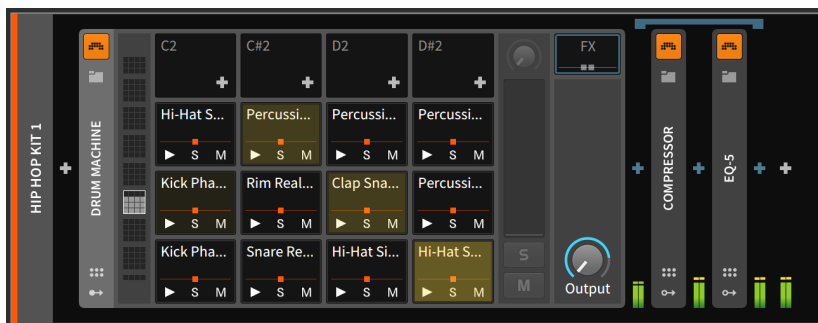 HIP HOP KIT 1
DRUM MACHINE
C2 C#2 D2 D#2
Hi-Hat S... Percussi... Percussi... Percussi...
S M S M S M S M
Kick Pha... Rim Real... Clap Sna... Percussi...
S M S M S M S M
Kick Pha... Snare Re... Hi-Hat Si... Hi-Hat S...
S M S M S M S M
S
M
FX
Output
COMPRESSOR
EQ-5